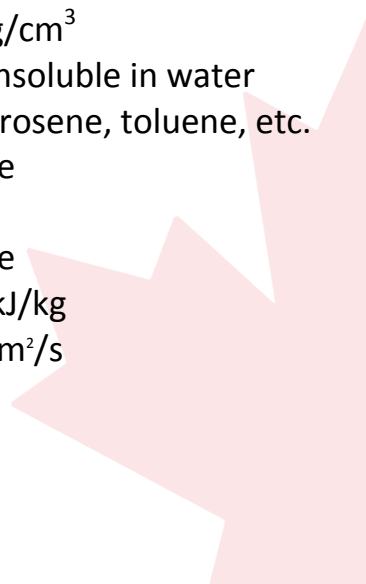 g/cm³
nsoluble in water
rosene, toluene, etc.
e
e
kJ/kg
m²/s